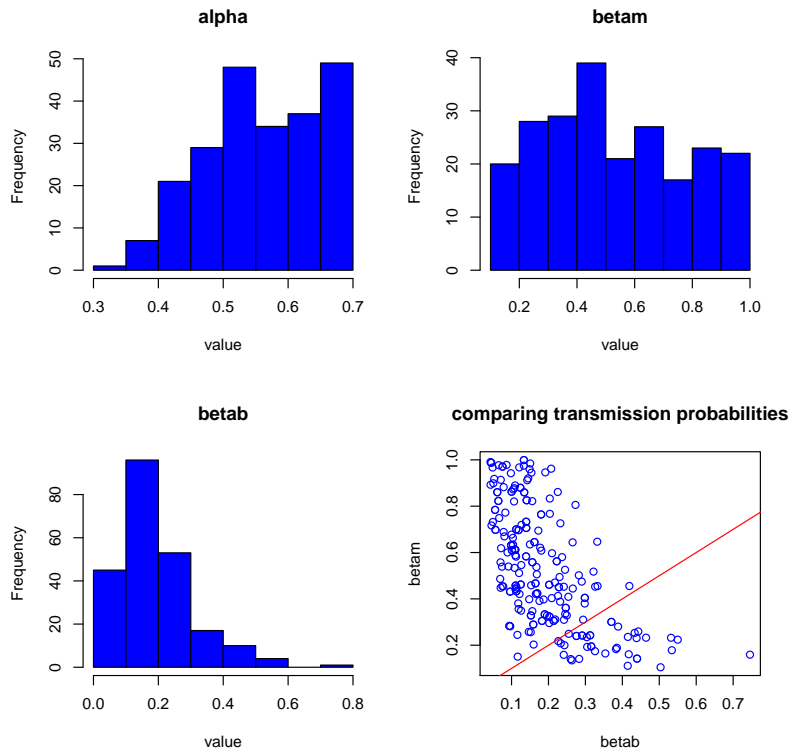 alpha
Frequency
0 10 20 30 40 50
0.3 0.4 0.5 0.6 0.7
value
betam
Frequency
0 10 20 30 40
0.2 0.4 0.6 0.8 1.0
value
betab
Frequency
0 20 40 60 80
0.0 0.2 0.4 0.6 0.8
value
comparing transmission probabilities
betam
0.2 0.4 0.6 0.8 1.0
0.1 0.2 0.3 0.4 0.5 0.6 0.7
betab